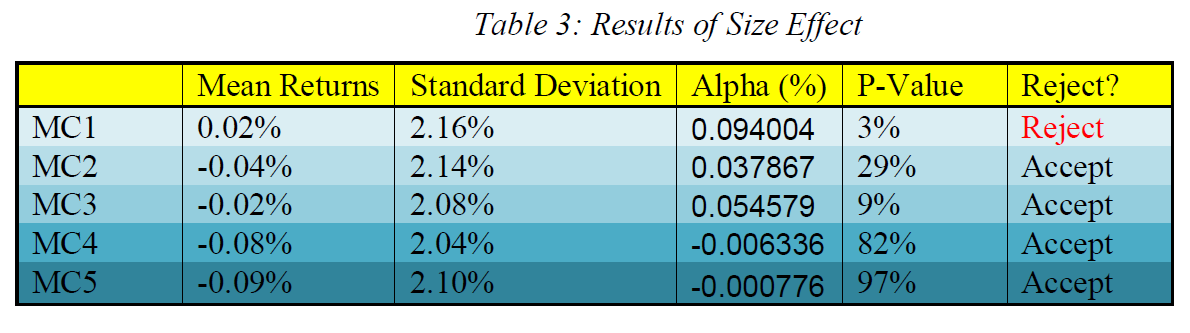 Table 3: Results of Size Effect
Mean Returns Standard Deviation Alpha (%) P-Value Reject?
MC1 0.02% 2.16% 0.094004 3% Reject
MC2 -0.04% 2.14% 0.037867 29% Accept
MC3 -0.02% 2.08% 0.054579 9% Accept
MC4 -0.08% 2.04% -0.006336 82% Accept
MC5 -0.09% 2.10% -0.000776 97% Accept